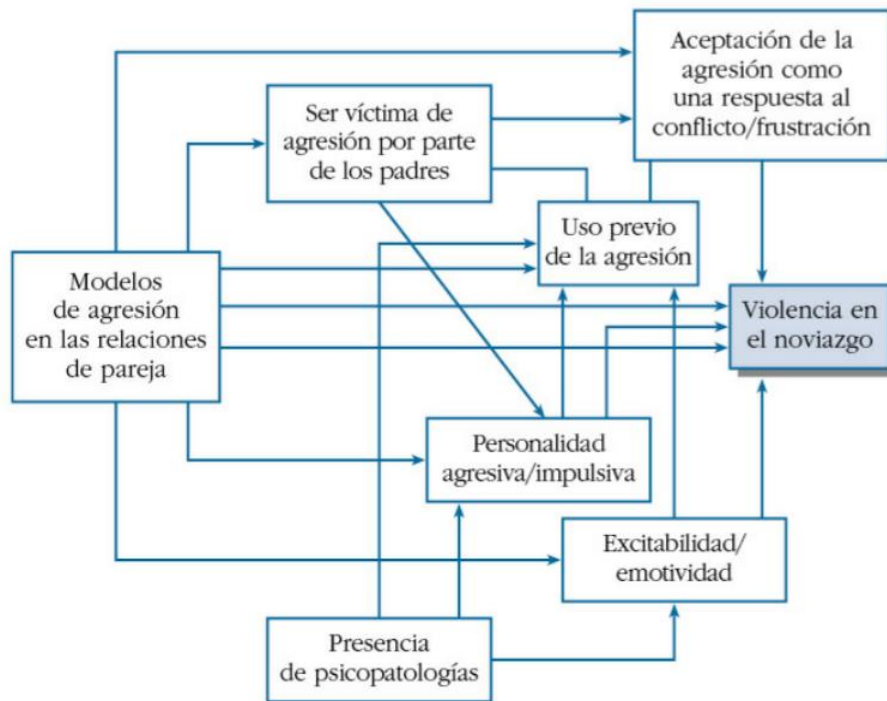 Aceptación de la
agresión como
una respuesta al
conflicto/frustración
Ser víctima de
agresión por parte
de los padres
Uso previo
de la agresión
Modelos
de agresión
en las relaciones
de pareja
Violencia en
el noviazgo
Personalidad
agresiva/impulsiva
Excitabilidad/
emotividad
Presencia
de psicopatologías